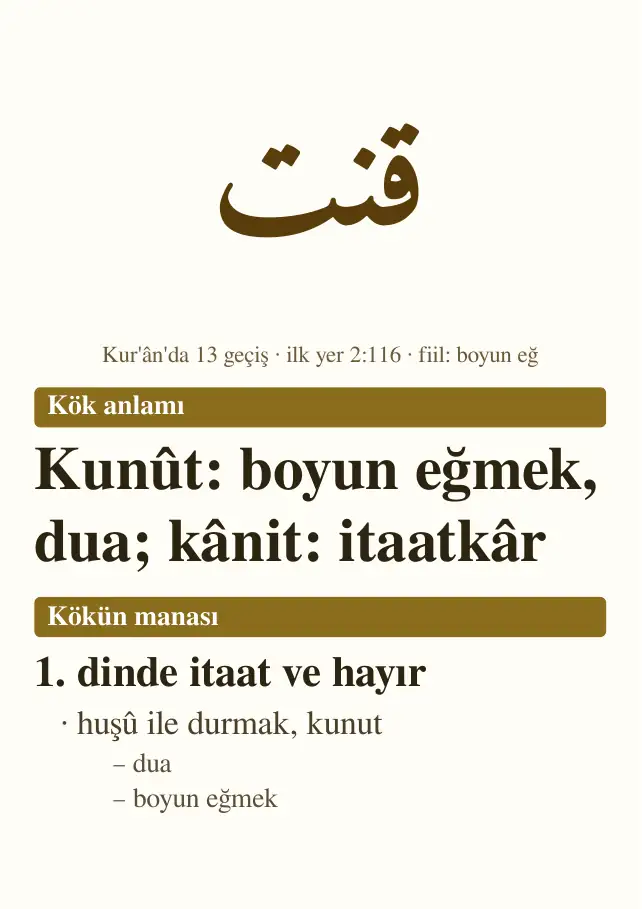 قنت
Kur'ân'da 13 geçiş · ilk yer 2:116 · fiil: boyun eğ
Kök anlamı
Kunût: boyun eğmek,
dua; kânit: itaatkâr
Kökün manası
1. dinde itaat ve hayır
· huşû ile durmak, kunut
– dua
– boyun eğmek